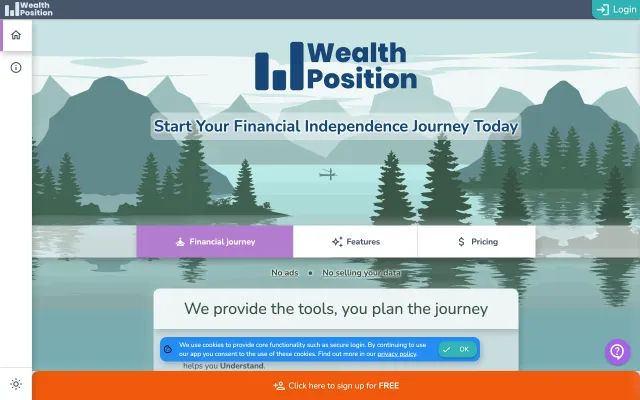 Wealth
Position
Login
Wealth
Position
Start Your Financial Independence Journey Today
Financial journey
Features
Pricing
No ads
No selling your data
We provide the tools, you plan the journey
We use cookies to provide core functionality such as secure login. By continuing to
our app you consent to the use of these cookies. Find out more in our privacy policy.
OK
helps you Understand.
Click here to sign up for FREE